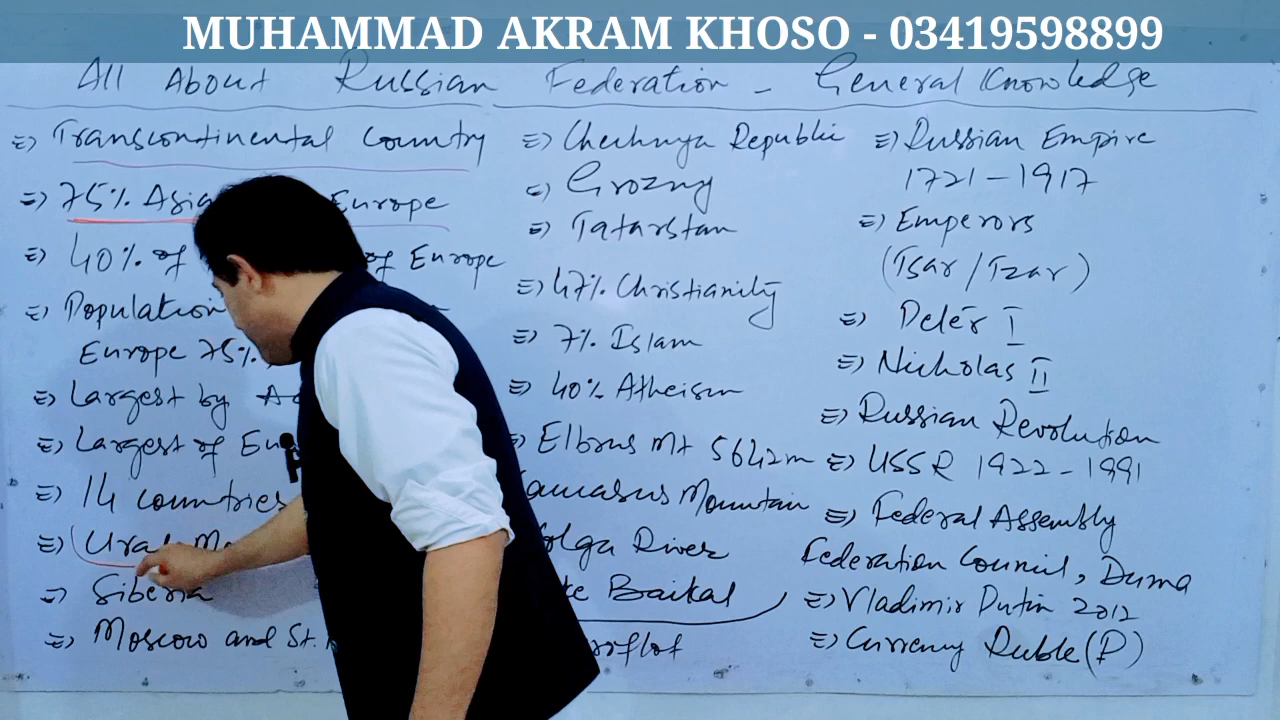 MUHAMMAD AKRAM KHOSO - 03419598899
All About Russian Federation - General Knowledge
=) Transcontinental Country
=) 75% Asia Europe
=) 40% of of Europe
=) Population
Europe 75%
=) Largest by
=) Largest of
=) 14 countries
=) Ural
=) Siberia
=) Moscow and St.
=) Chechnya Republic
=) Grozny
=) Tatarstan
=) 47% Christianity
=) 7% Islam
=) 40% Atheism
=) Elbrus Mt 5642m
Mountain
River
Baikal
=) Russian Empire
1721-1917
=) Emperors
(Tsar/Tzar)
=) Peter I
=) Nicholas II
=) Russian Revolution
=) USSR 1922-1991
=) Federal Assembly
Federation Council, Duma
=) Vladimir Putin 2012
=) Currency Ruble (₽)